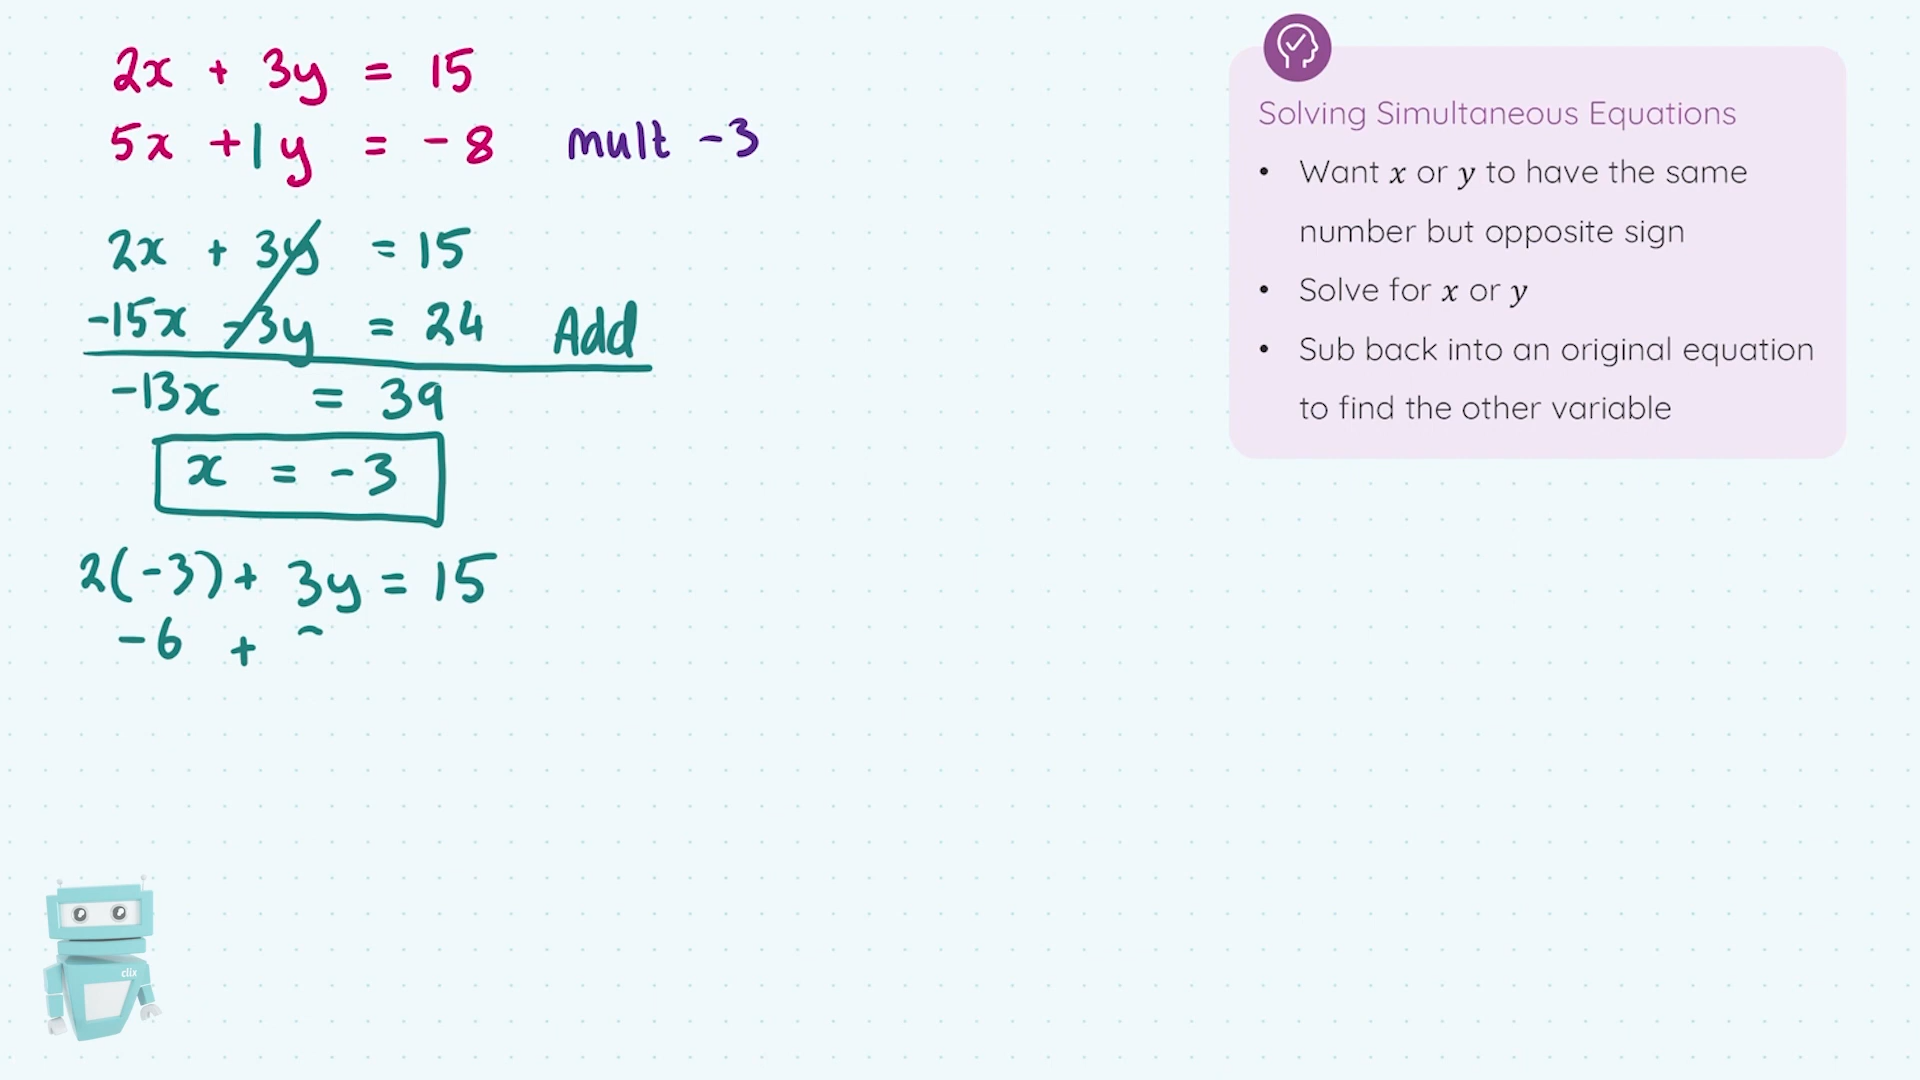 2x + 3y = 15
5x + 1y = -8 mult -3
2x + 3y = 15
-15x -3y = 24 Add
-13x = 39
x = -3
2(-3) + 3y = 15
-6 +
Solving Simultaneous Equations
• Want x or y to have the same
number but opposite sign
• Solve for x or y
• Sub back into an original equation
to find the other variable
clix